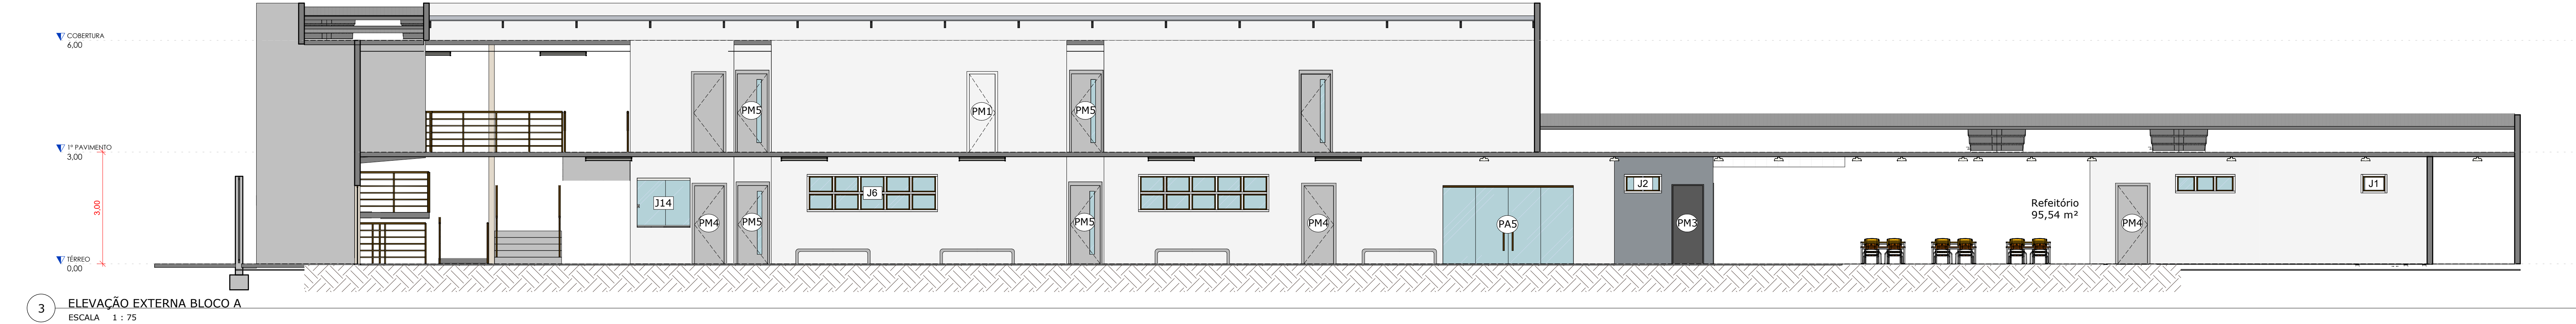 COBERTURA
6,00
PM5
PM1
PM5
1° PAVIMENTO
3,00
3,00
J14
PM4
PM5
J6
PM5
PM4
PA5
J2
PM3
Refeitório
95,54 m²
PM4
J1
TÉRREO
0,00
3
ELEVAÇÃO EXTERNA BLOCO A
ESCALA 1 : 75